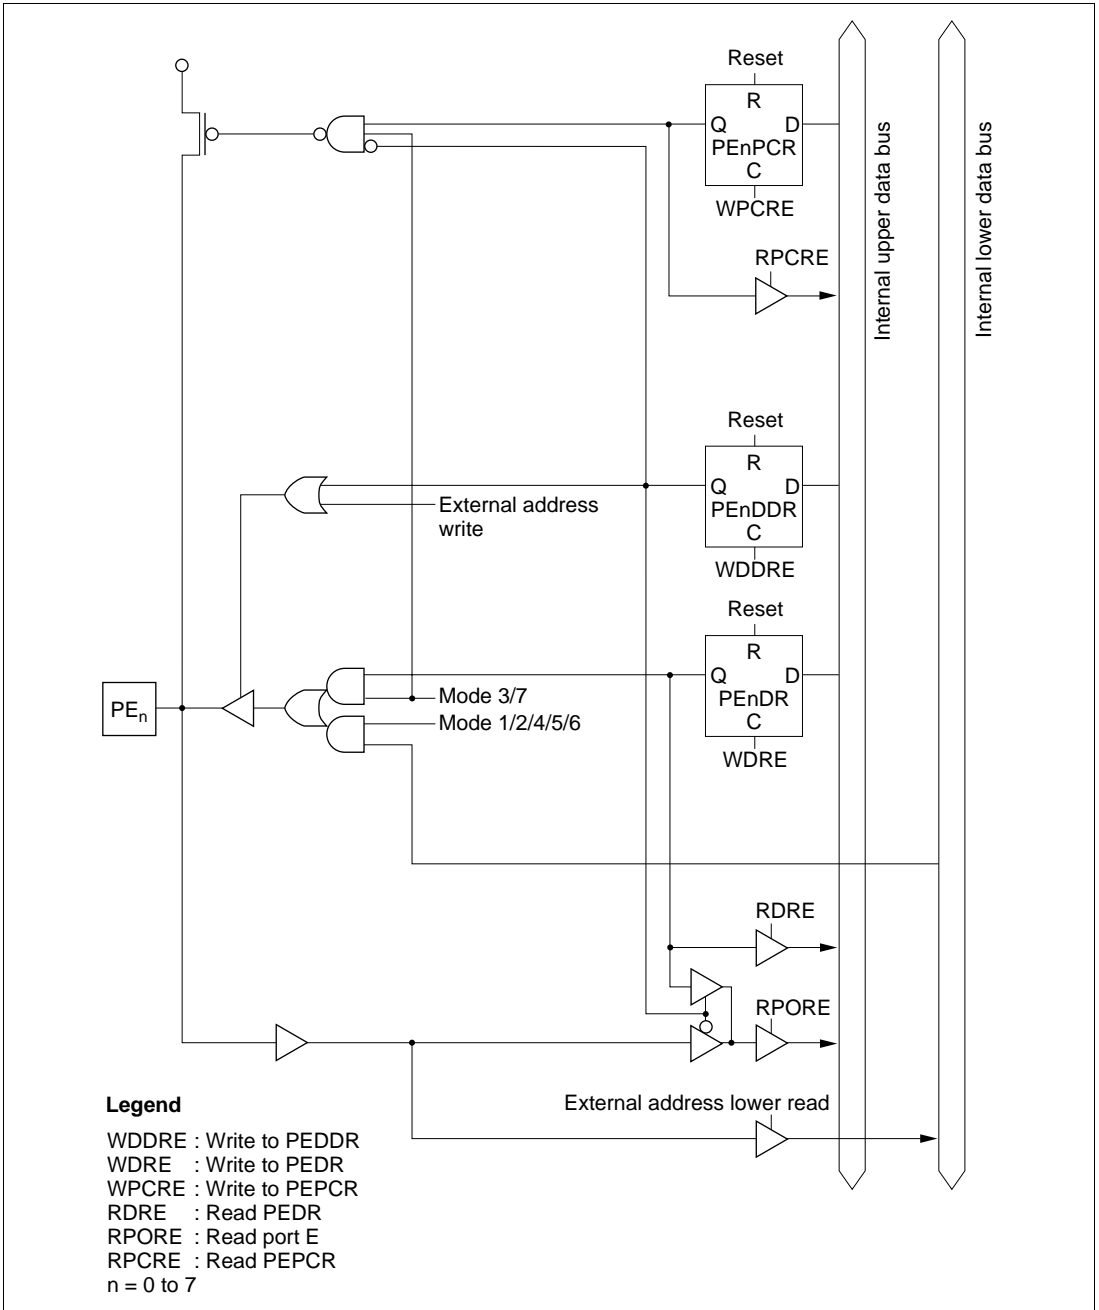 Reset
R
Q D
PEnPCR
C
WPCRE
RPCRE
Internal upper data bus
Internal lower data bus
Reset
R
Q D
PEnDDR
C
WDDRE
External address
write
Reset
R
Q D
PEnDR
C
WDRE
Mode 3/7
Mode 1/2/4/5/6
PEn
RDRE
RPORE
External address lower read
Legend
WDDRE : Write to PEDDR
WDRE : Write to PEDR
WPCRE : Write to PEPCR
RDRE : Read PEDR
RPORE : Read port E
RPCRE : Read PEPCR
n = 0 to 7